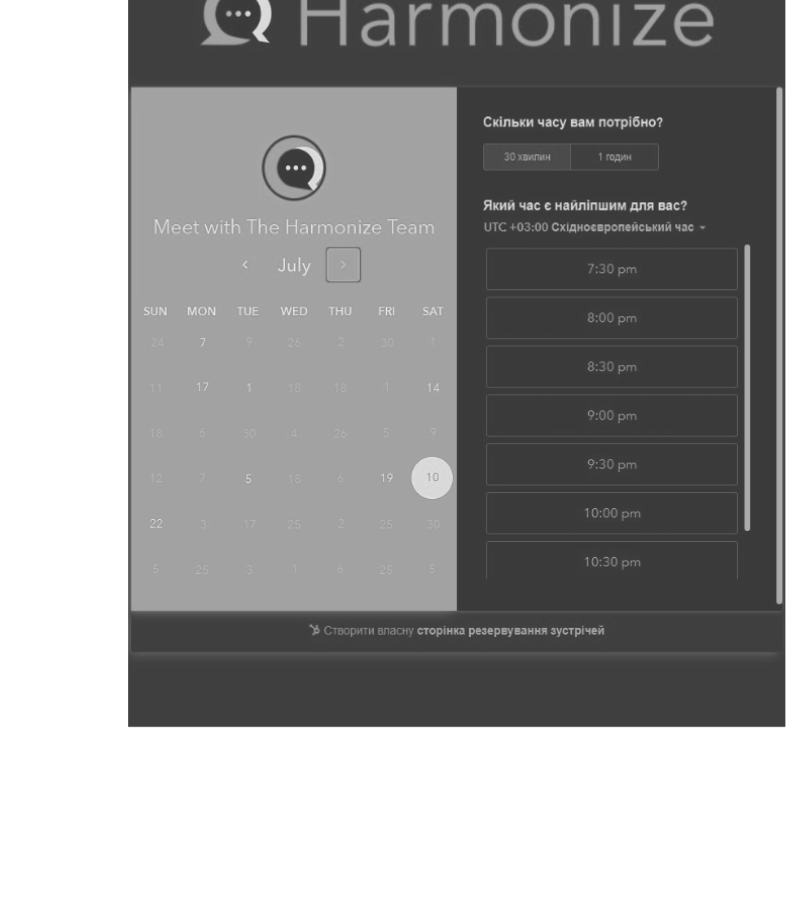 Harmonize
Meet with The Harmonize Team
July
SUN MON TUE WED THU FRI SAT
24 7 9 26 2 30 1
11 17 1 18 18 1 14
18 6 30 4 26 5 9
12 7 5 18 6 19 10
22 3 17 25 2 25 30
5 25 3 1 6 25 5
Скільки часу вам потрібно?
30 хвилин 1 годин
Який час є найліпшим для вас?
UTC +03:00 Східноєвропейський час
7:30 pm
8:00 pm
8:30 pm
9:00 pm
9:30 pm
10:00 pm
10:30 pm
Створити власну сторінка резервування зустрічей